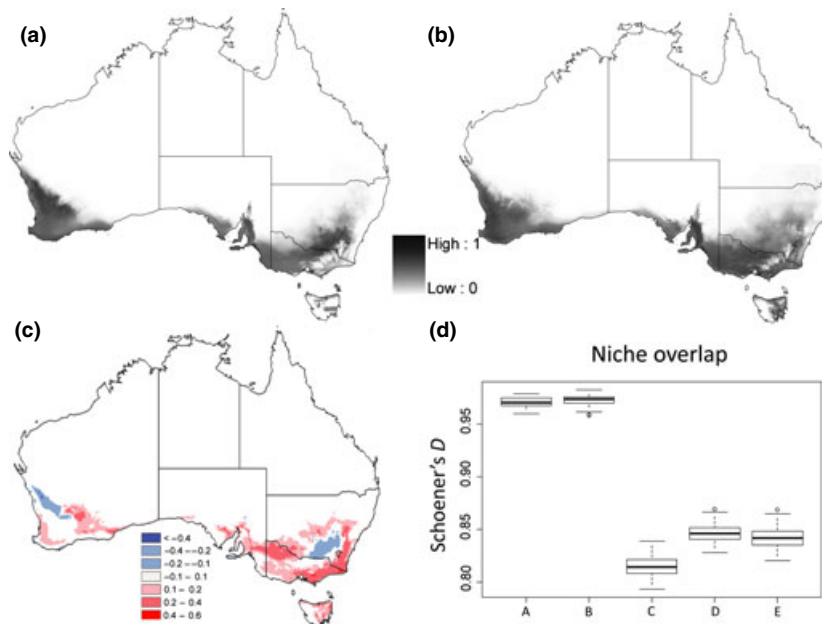 (a)
(b)
High : 1
Low : 0
(c)
<-0.4
-0.4 – -0.2
-0.2 – -0.1
-0.1 – 0.1
0.1 – 0.2
0.2 – 0.4
0.4 – 0.6
(d)
Niche overlap
Schoener's D
0.95
0.90
0.85
0.80
A B C D E